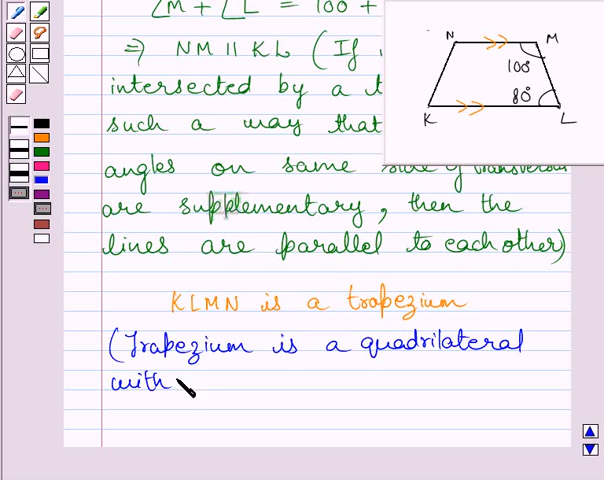 ∠M + ∠L = 100 +
⇒ NM || KL ( If
intersected by a t
such a way that
angles on same side of transversal
are supplementary, then the
lines are parallel to each other)
KLMN is a trapezium
(Trapezium is a quadrilateral
with
N
M
100°
80°
K
L